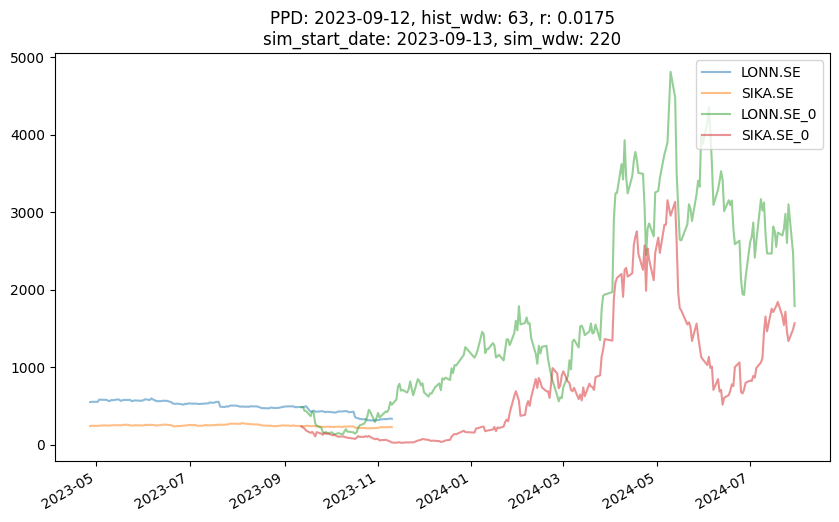 PPD: 2023-09-12, hist_wdw: 63, r: 0.0175
sim_start_date: 2023-09-13, sim_wdw: 220
5000
4000
3000
2000
1000
0
LONN.SE
SIKA.SE
LONN.SE_0
SIKA.SE_0
2023-05
2023-07
2023-09
2023-11
2024-01
2024-03
2024-05
2024-07